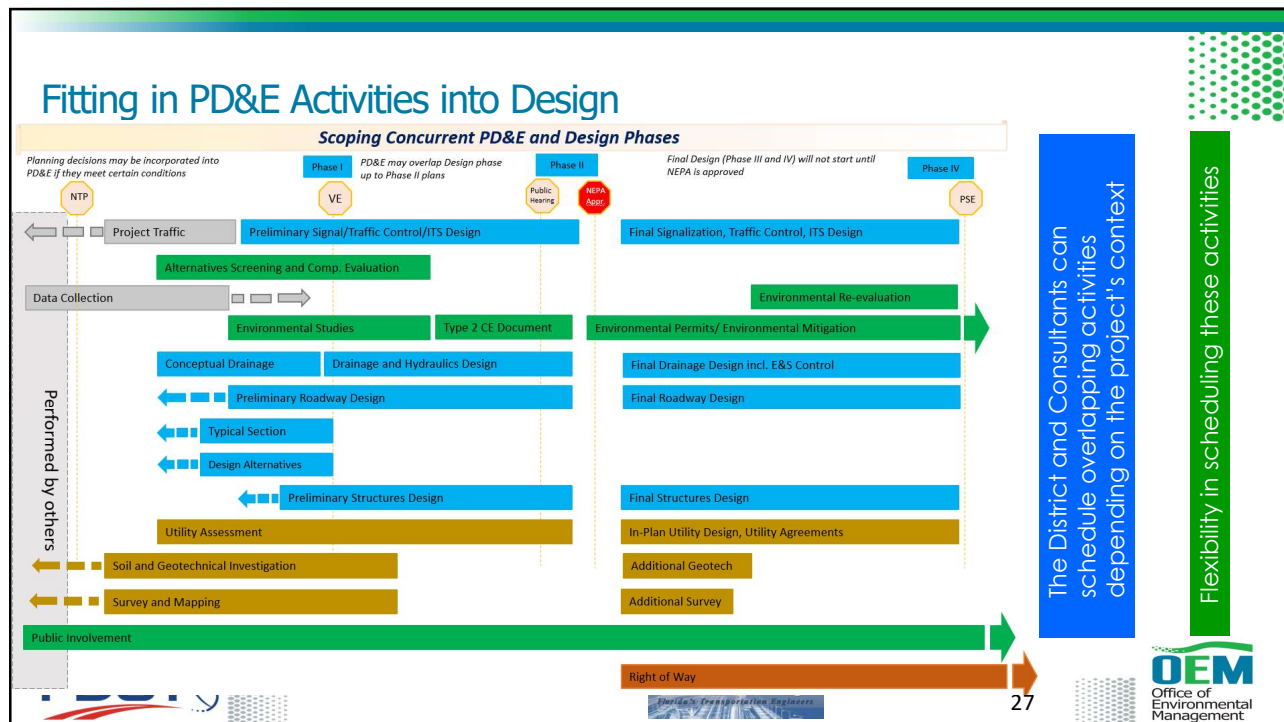 Fitting in PD&E Activities into Design
Scoping Concurrent PD&E and Design Phases
Planning decisions may be incorporated into
PD&E if they meet certain conditions
Phase I
PD&E may overlap Design phase
up to Phase II plans
Phase II
Final Design (Phase III and IV) will not start until
NEPA is approved
Phase IV
NTP
VE
Public
Hearing
NEPA
Appr.
PSE
Project Traffic
Preliminary Signal/Traffic Control/ITS Design
Final Signalization, Traffic Control, ITS Design
Alternatives Screening and Comp. Evaluation
Data Collection
Environmental Re-evaluation
Environmental Studies
Type 2 CE Document
Environmental Permits/ Environmental Mitigation
Conceptual Drainage
Drainage and Hydraulics Design
Final Drainage Design incl. E&S Control
Preliminary Roadway Design
Final Roadway Design
Typical Section
Design Alternatives
Preliminary Structures Design
Final Structures Design
Utility Assessment
In-Plan Utility Design, Utility Agreements
Soil and Geotechnical Investigation
Additional Geotech
Survey and Mapping
Additional Survey
Public Involvement
Right of Way
Performed by others
The District and Consultants can
schedule overlapping activities
depending on the project's context
Flexibility in scheduling these activities
Florida's Transportation Engineers
27
OEM
Office of
Environmental
Management